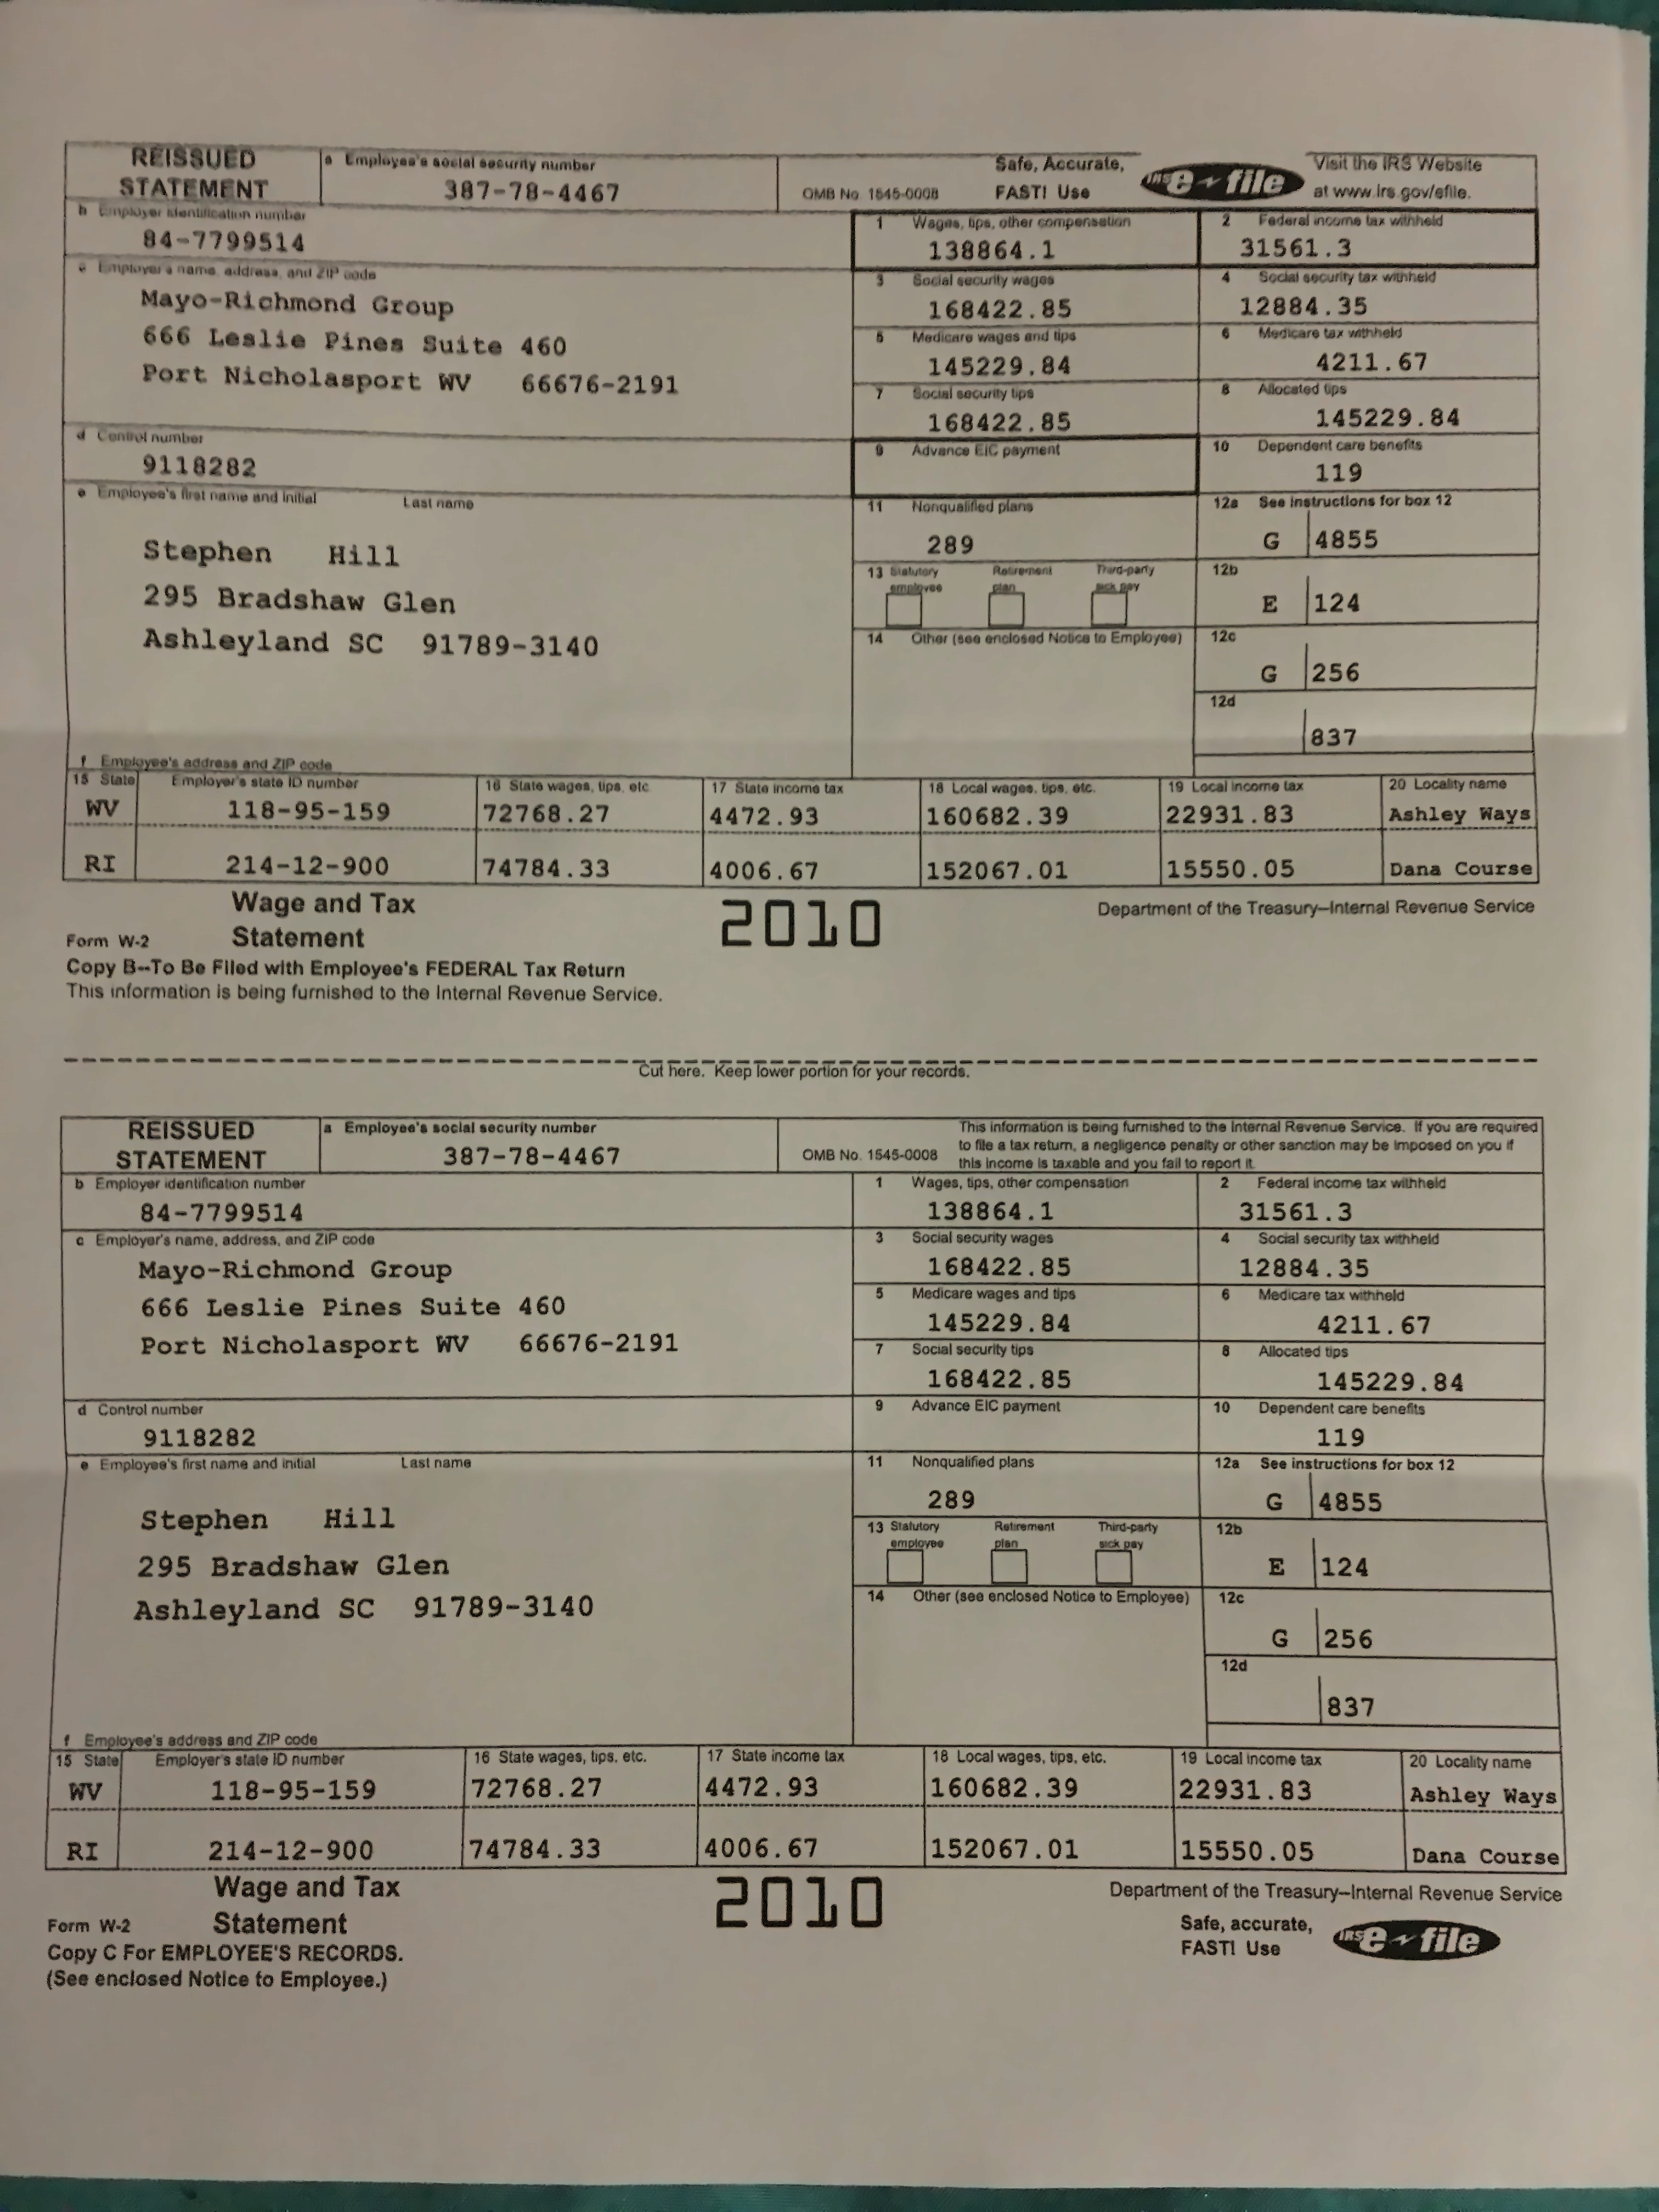 REISSUED STATEMENT
a Employee's social security number
387-78-4467
OMB No. 1545-0008
Safe, Accurate, FAST! Use
IRS e-file
Visit the IRS Website at www.irs.gov/efile.
b Employer identification number
84-7799514
1 Wages, tips, other compensation
138864.1
2 Federal income tax withheld
31561.3
c Employer's name, address, and ZIP code
Mayo-Richmond Group
666 Leslie Pines Suite 460
Port Nicholasport WV 66676-2191
3 Social security wages
168422.85
4 Social security tax withheld
12884.35
5 Medicare wages and tips
145229.84
6 Medicare tax withheld
4211.67
7 Social security tips
168422.85
8 Allocated tips
145229.84
d Control number
9118282
9 Advance EIC payment
10 Dependent care benefits
119
e Employee's first name and initial Last name
Stephen Hill
295 Bradshaw Glen
Ashleyland SC 91789-3140
11 Nonqualified plans
289
12a See instructions for box 12
G 4855
13 Statutory employee Retirement plan Third-party sick pay
12b
E 124
14 Other (see enclosed Notice to Employee)
12c
G 256
12d
837
f Employee's address and ZIP code
15 State Employer's state ID number 16 State wages, tips, etc 17 State income tax 18 Local wages, tips, etc. 19 Local income tax 20 Locality name
WV 118-95-159 72768.27 4472.93 160682.39 22931.83 Ashley Ways
RI 214-12-900 74784.33 4006.67 152067.01 15550.05 Dana Course
Form W-2 Wage and Tax Statement
2010
Department of the Treasury–Internal Revenue Service
Copy B--To Be Filed with Employee's FEDERAL Tax Return
This information is being furnished to the Internal Revenue Service.
Cut here. Keep lower portion for your records.
REISSUED STATEMENT
a Employee's social security number
387-78-4467
OMB No. 1545-0008
This information is being furnished to the Internal Revenue Service. If you are required
to file a tax return, a negligence penalty or other sanction may be imposed on you if
this income is taxable and you fail to report it.
b Employer identification number
84-7799514
1 Wages, tips, other compensation
138864.1
2 Federal income tax withheld
31561.3
c Employer's name, address, and ZIP code
Mayo-Richmond Group
666 Leslie Pines Suite 460
Port Nicholasport WV 66676-2191
3 Social security wages
168422.85
4 Social security tax withheld
12884.35
5 Medicare wages and tips
145229.84
6 Medicare tax withheld
4211.67
7 Social security tips
168422.85
8 Allocated tips
145229.84
d Control number
9118282
9 Advance EIC payment
10 Dependent care benefits
119
e Employee's first name and initial Last name
Stephen Hill
295 Bradshaw Glen
Ashleyland SC 91789-3140
11 Nonqualified plans
289
12a See instructions for box 12
G 4855
13 Statutory employee Retirement plan Third-party sick pay
12b
E 124
14 Other (see enclosed Notice to Employee)
12c
G 256
12d
837
f Employee's address and ZIP code
15 State Employer's state ID number 16 State wages, tips, etc. 17 State income tax 18 Local wages, tips, etc. 19 Local income tax 20 Locality name
WV 118-95-159 72768.27 4472.93 160682.39 22931.83 Ashley Ways
RI 214-12-900 74784.33 4006.67 152067.01 15550.05 Dana Course
Form W-2 Wage and Tax Statement
2010
Department of the Treasury–Internal Revenue Service
Safe, accurate, FAST! Use
IRS e-file
Copy C For EMPLOYEE'S RECORDS.
(See enclosed Notice to Employee.)